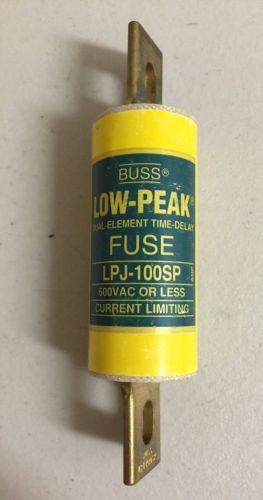 BUSS®
LOW-PEAK®
DUAL-ELEMENT TIME-DELAY
FUSE
LPJ-100SP
600VAC OR LESS
CURRENT LIMITING